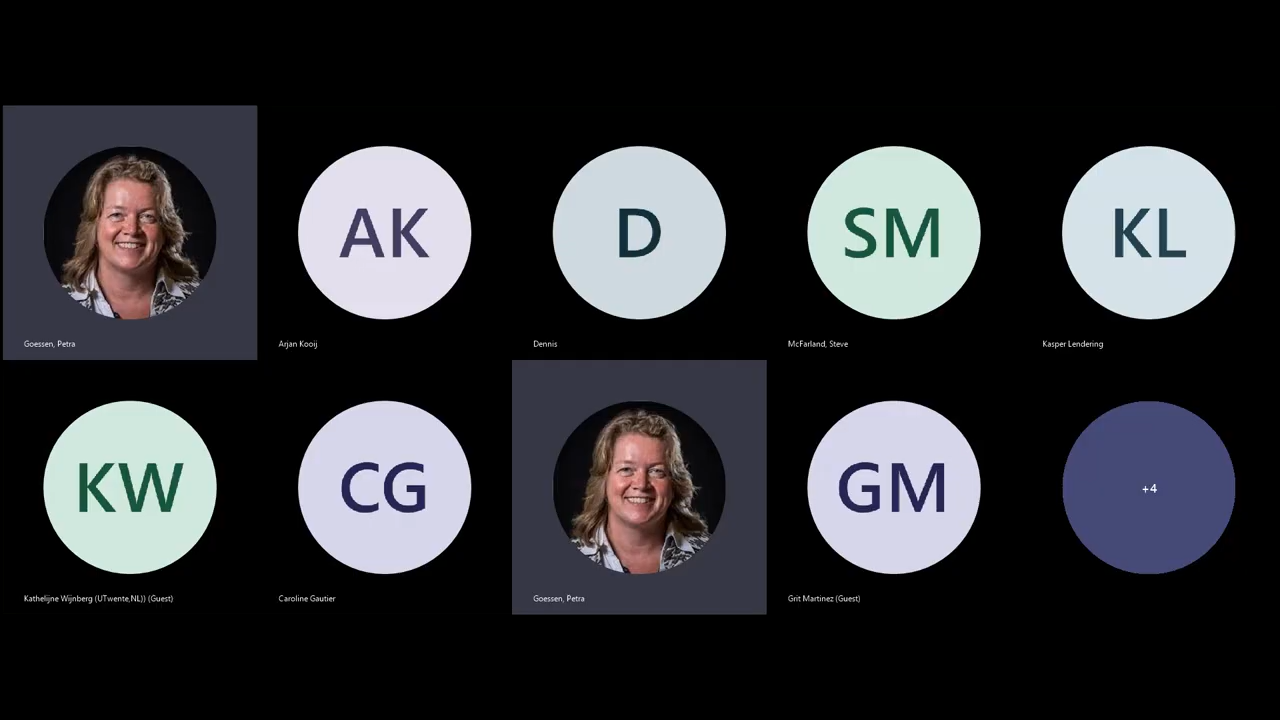 AK
D
SM
KL
Goessen, Petra
Arjan Kooij
Dennis
McFarland, Steve
Kasper Lendering
KW
CG
GM
+4
Kathelijne Wijnberg (UTwente,NL)) (Guest)
Caroline Gautier
Goessen, Petra
Grit Martinez (Guest)